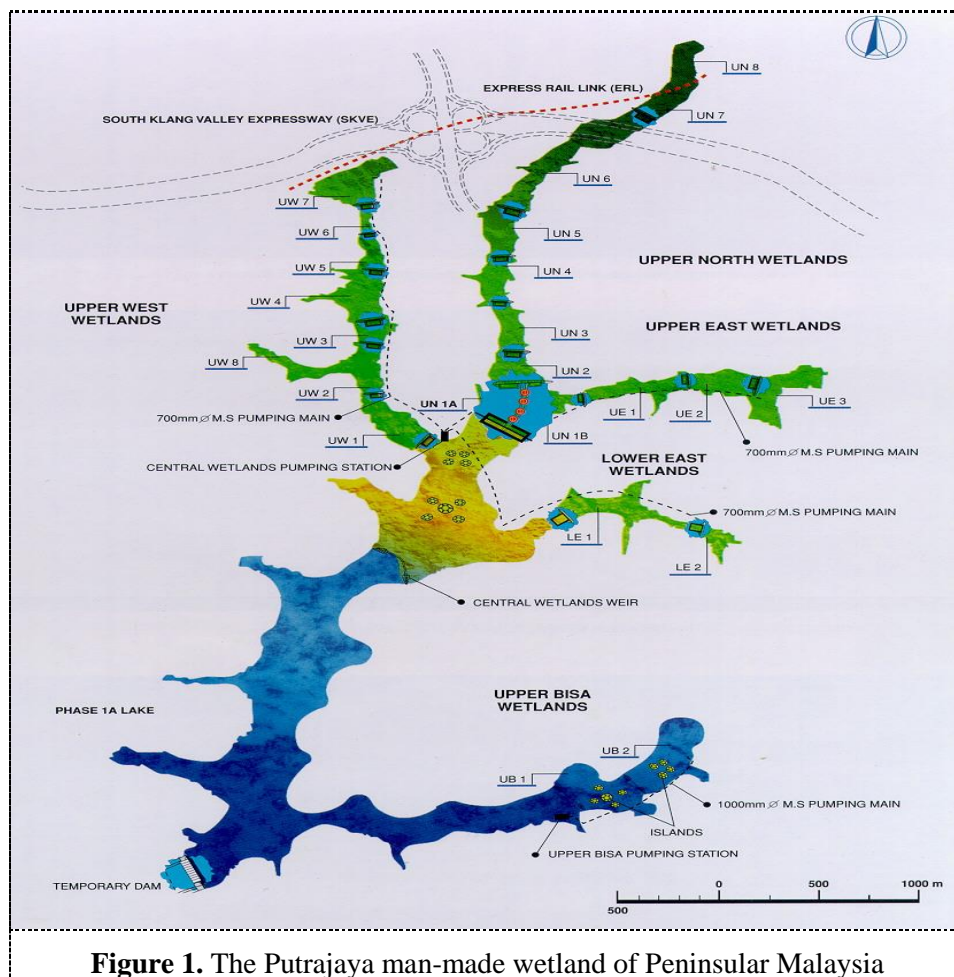 UN 8
EXPRESS RAIL LINK (ERL)
UN 7
SOUTH KLANG VALLEY EXPRESSWAY (SKVE)
UN 6
UW 7
UW 6
UN 5
UW 5
UN 4
UPPER NORTH WETLANDS
UPPER WEST
WETLANDS
UW 4
UPPER EAST WETLANDS
UW 3
UN 3
UW 8
UN 2
UW 2
UN 1A
UE 1
UE 2
UE 3
700mm ∅ M.S PUMPING MAIN
UW 1
UN 1B
700mm ∅ M.S PUMPING MAIN
CENTRAL WETLANDS PUMPING STATION
LOWER EAST
WETLANDS
700mm ∅ M.S PUMPING MAIN
LE 1
LE 2
CENTRAL WETLANDS WEIR
UPPER BISA
WETLANDS
PHASE 1A LAKE
UB 2
UB 1
1000mm ∅ M.S PUMPING MAIN
ISLANDS
UPPER BISA PUMPING STATION
TEMPORARY DAM
0 500 1000 m
500
Figure 1. The Putrajaya man-made wetland of Peninsular Malaysia